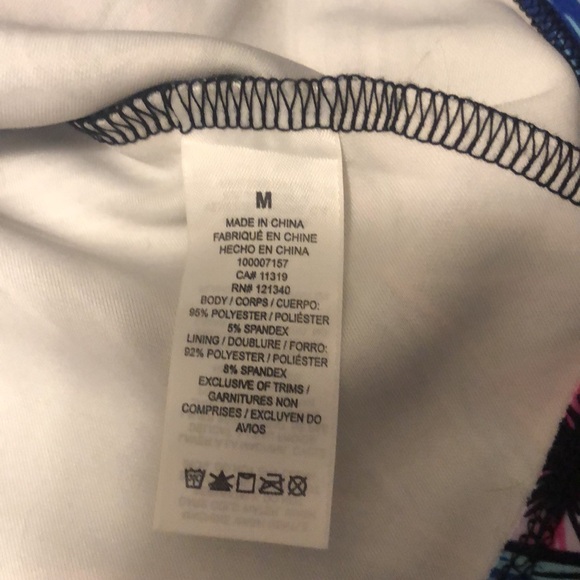 M
MADE IN CHINA
FABRIQUÉ EN CHINE
HECHO EN CHINA
100007157
CA# 11319
RN# 121340
BODY / CORPS / CUERPO:
95% POLYESTER / POLIÉSTER
5% SPANDEX
LINING / DOUBLURE / FORRO:
92% POLYESTER / POLIÉSTER
8% SPANDEX
EXCLUSIVE OF TRIMS /
GARNITURES NON
COMPRISES / EXCLUYEN DO
AVIOS